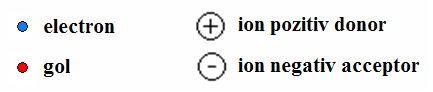 electron
ion pozitiv donor
gol
ion negativ acceptor